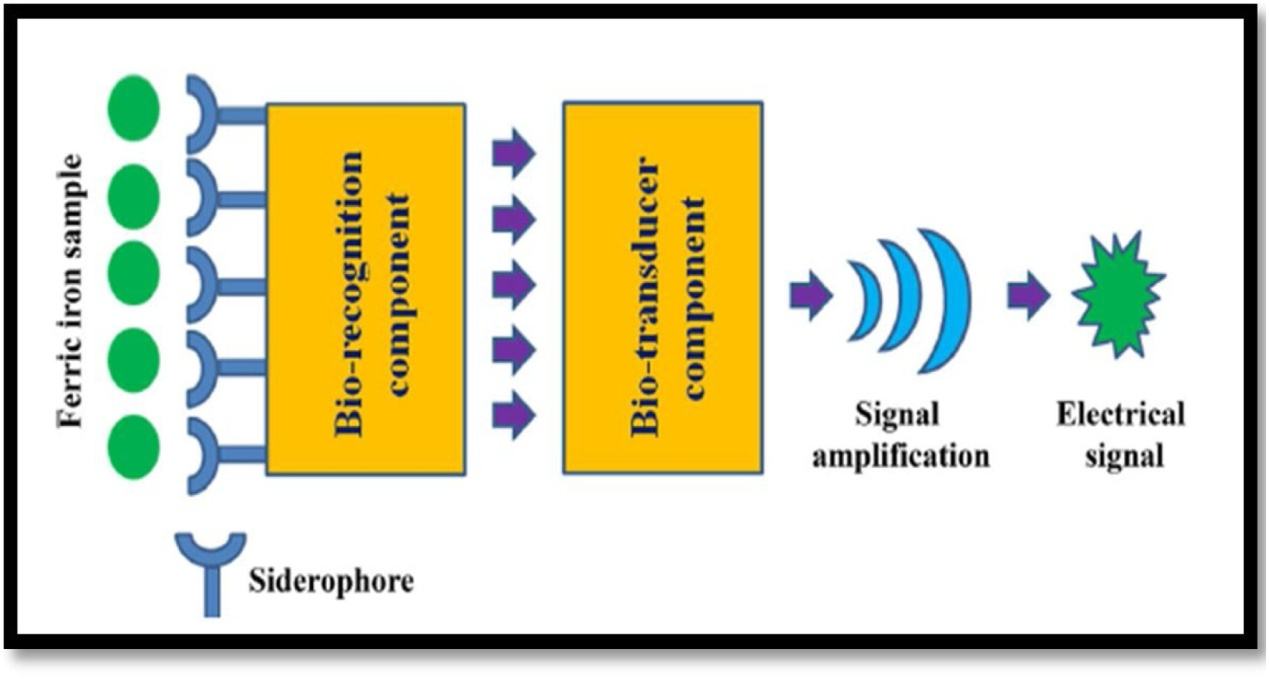 Ferric iron sample
Bio-recognition
component
Bio-transducer
component
Signal
amplification
Electrical
signal
Siderophore